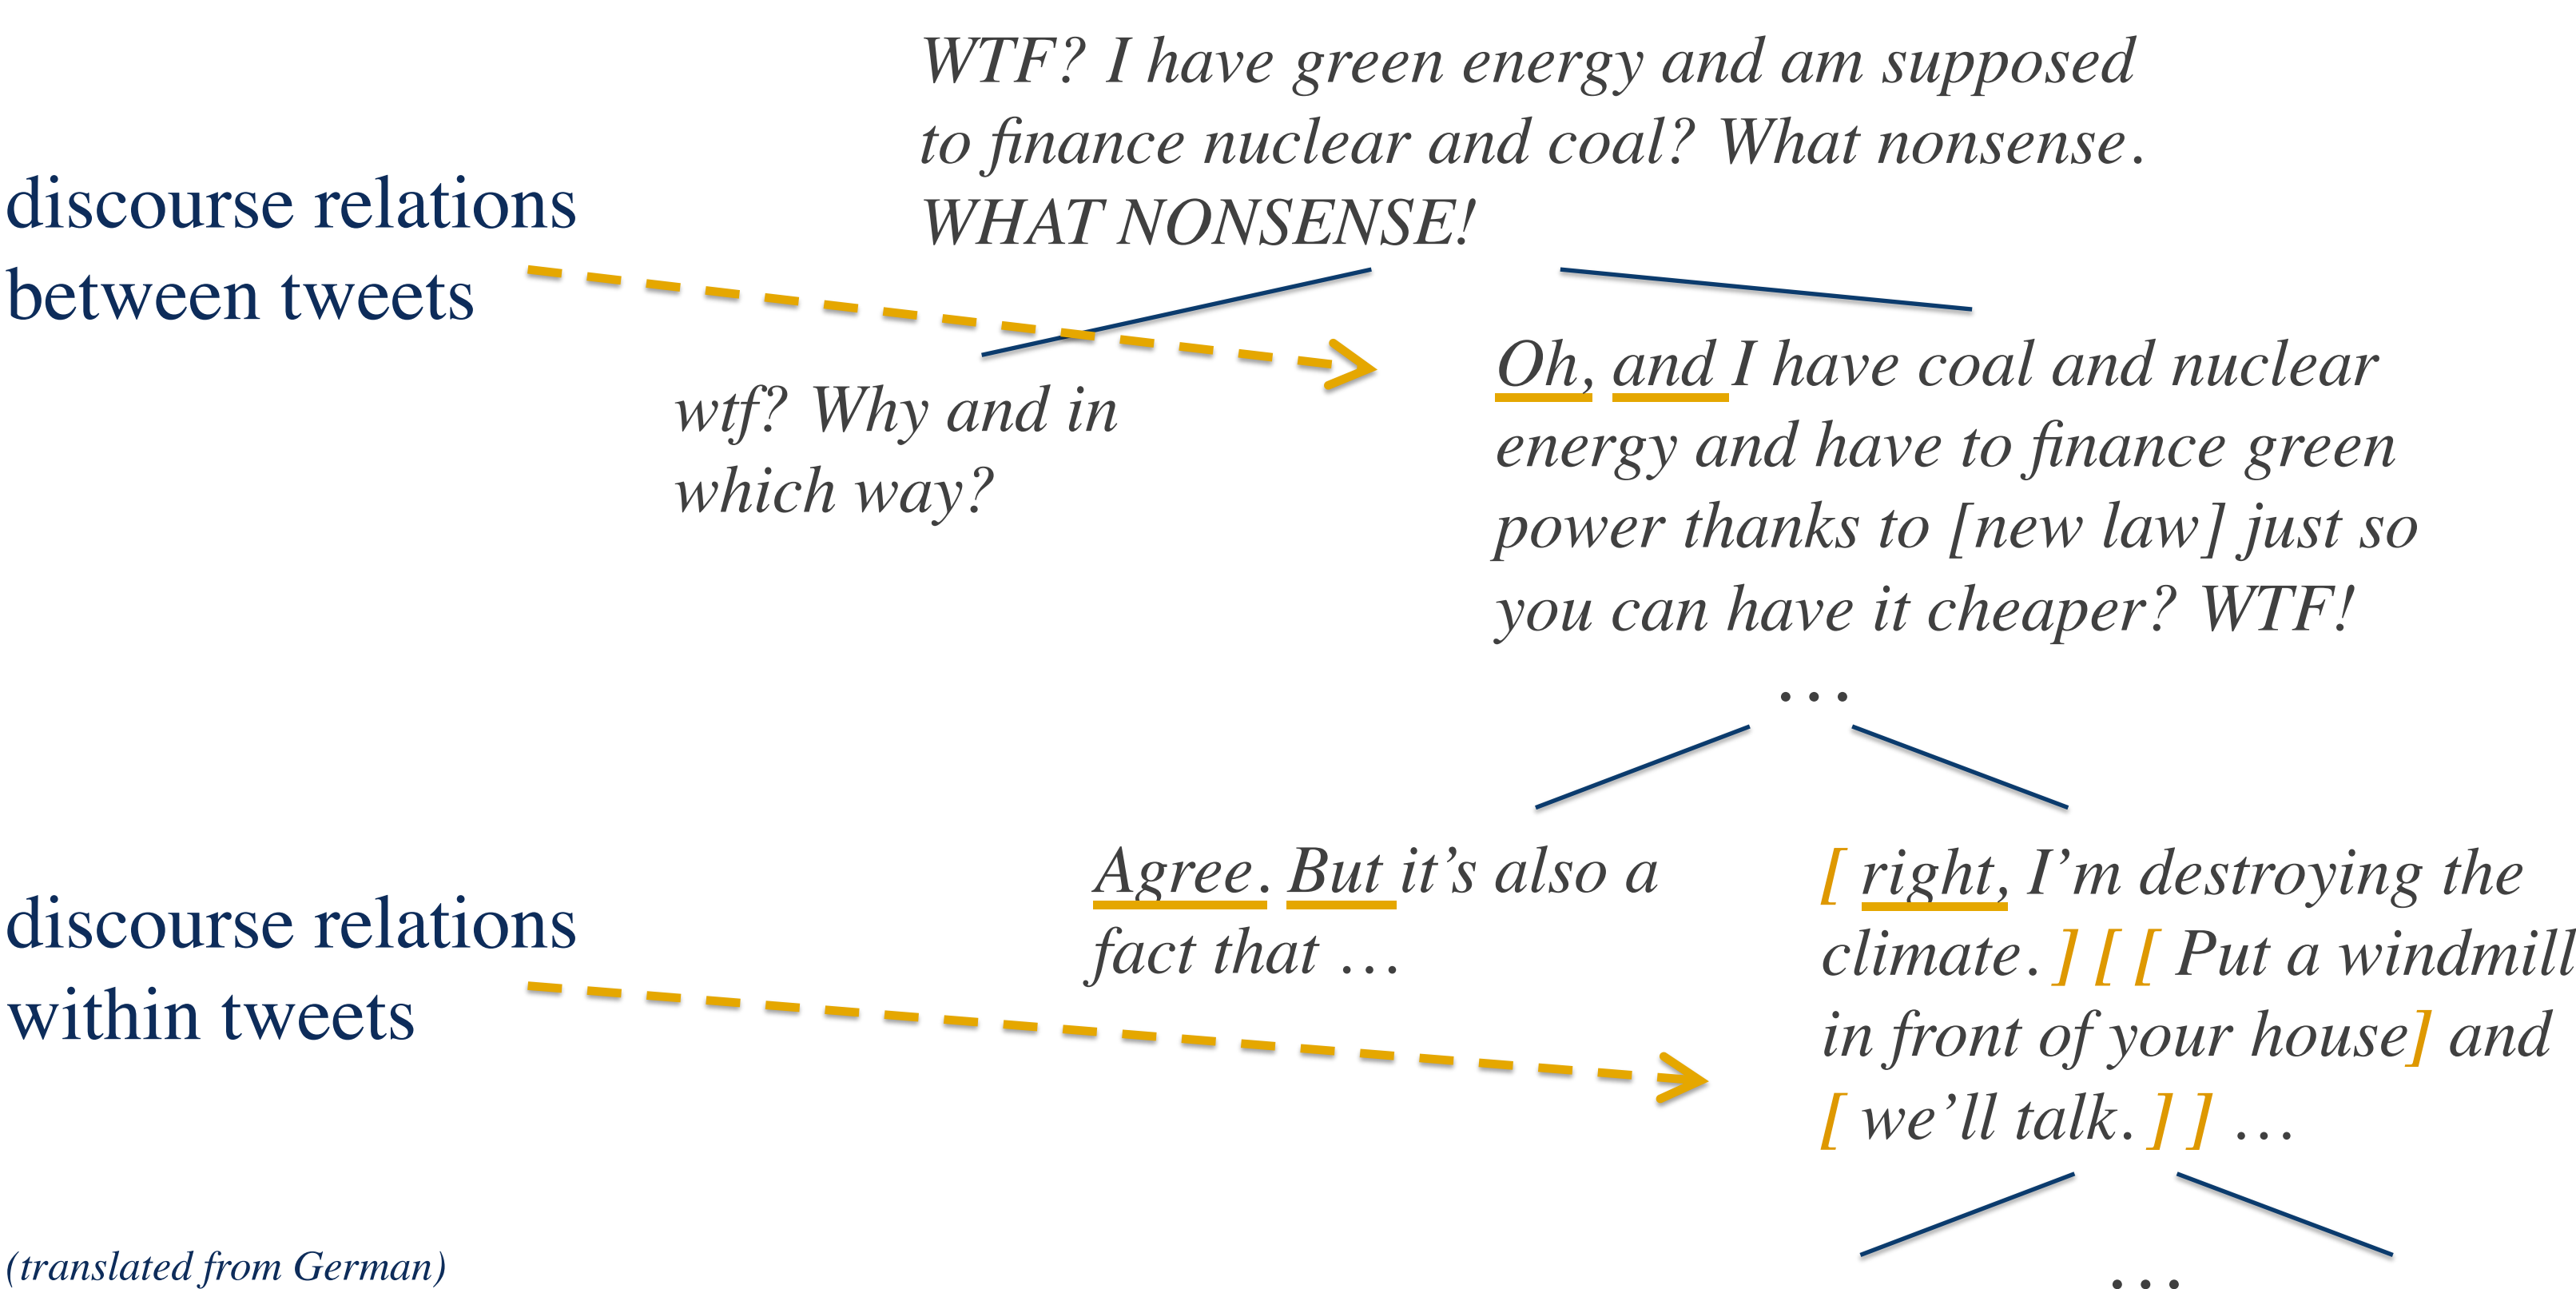 WTF? I have green energy and am supposed
to finance nuclear and coal? What nonsense.
WHAT NONSENSE!
discourse relations
between tweets
wtf? Why and in
which way?
Oh, and I have coal and nuclear
energy and have to finance green
power thanks to [new law] just so
you can have it cheaper? WTF!
…
discourse relations
within tweets
Agree. But it’s also a
fact that …
[ right, I’m destroying the
climate. ] [ [ Put a windmill
in front of your house] and
[ we’ll talk. ] ] …
…
(translated from German)